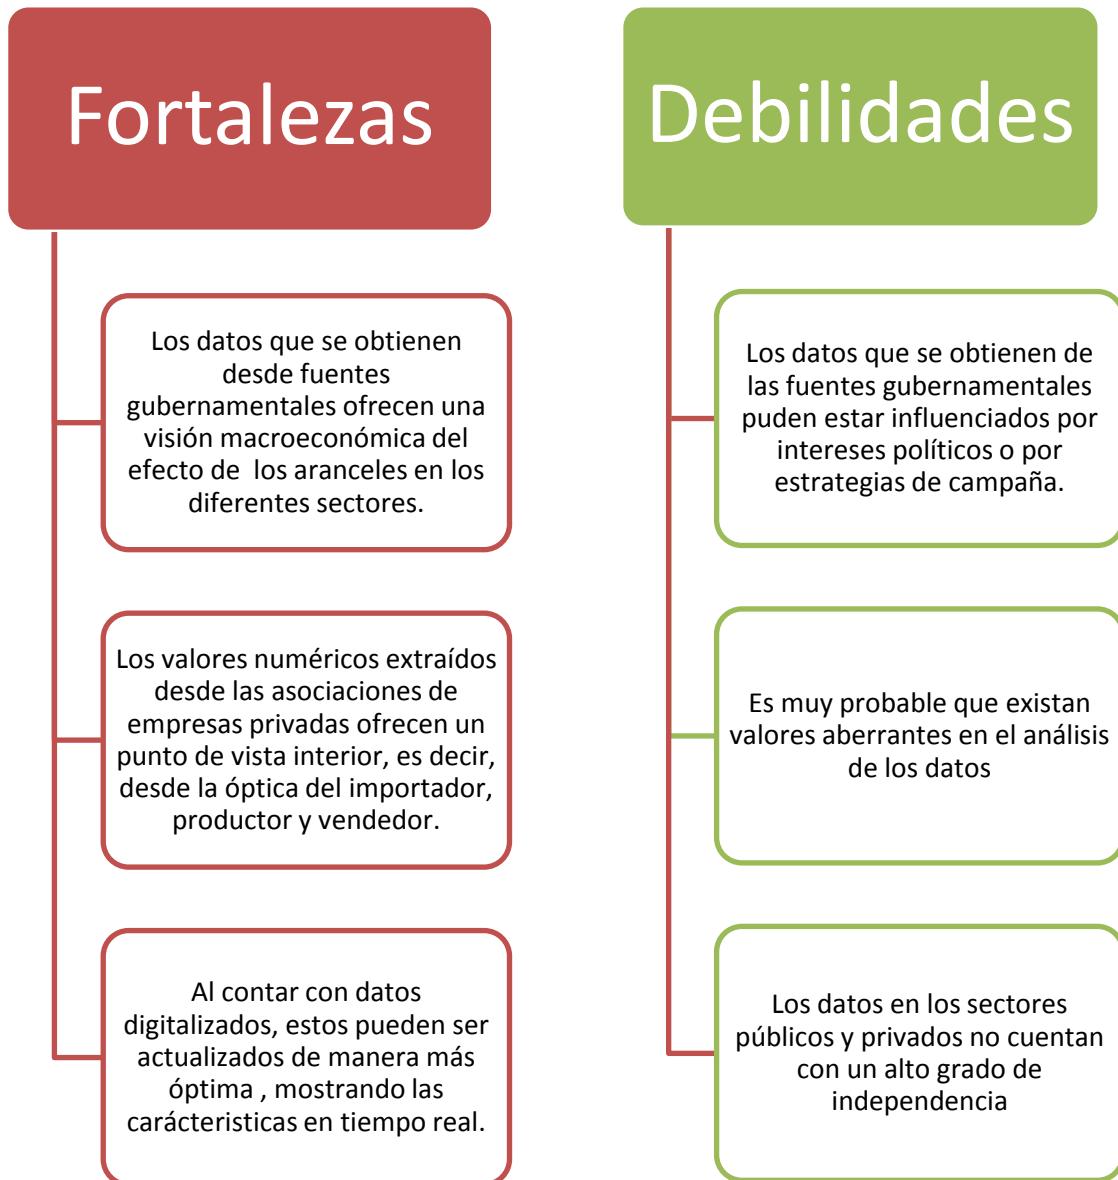 Fortalezas
Los datos que se obtienen
desde fuentes
gubernamentales ofrecen una
visión macroeconómica del
efecto de  los aranceles en los
diferentes sectores.
Los valores numéricos extraídos
desde las asociaciones de
empresas privadas ofrecen un
punto de vista interior, es decir,
desde la óptica del importador,
productor y vendedor.
Al contar con datos
digitalizados, estos pueden ser
actualizados de manera más
óptima , mostrando las
carácteristicas en tiempo real.
Debilidades
Los datos que se obtienen de
las fuentes gubernamentales
puden estar influenciados por
intereses políticos o por
estrategias de campaña.
Es muy probable que existan
valores aberrantes en el análisis
de los datos
Los datos en los sectores
públicos y privados no cuentan
con un alto grado de
independencia